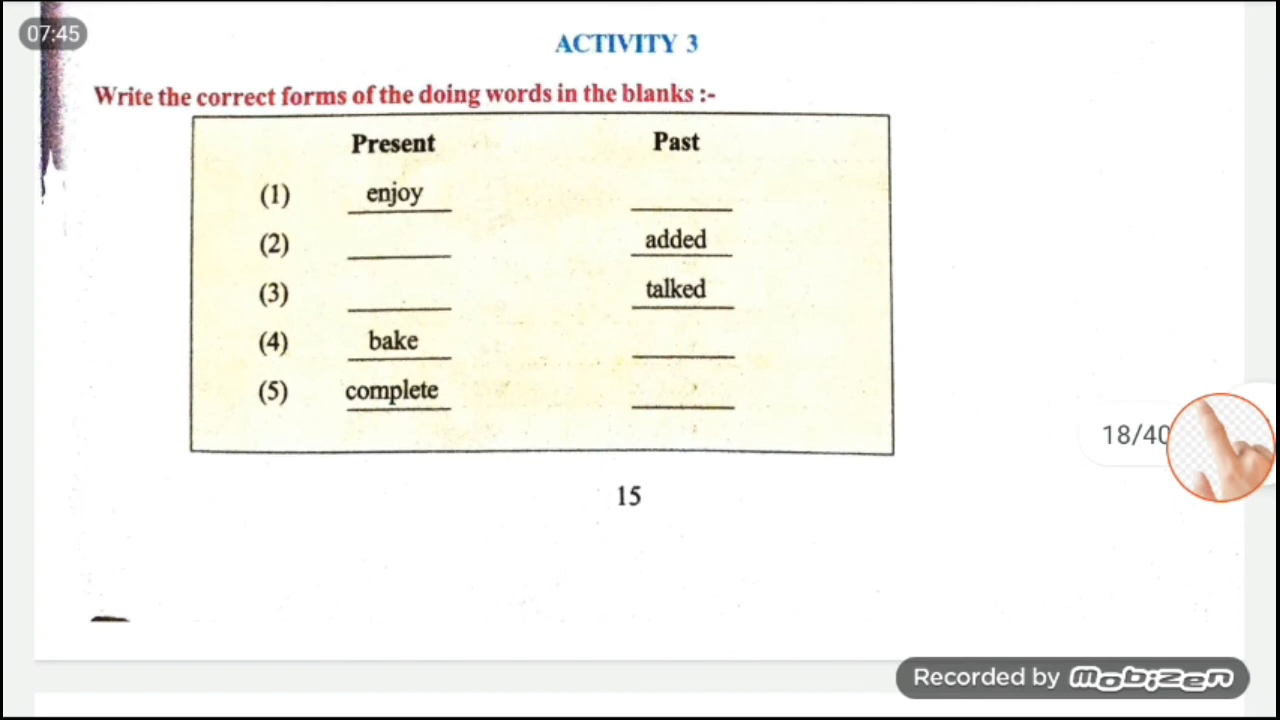 07:45
ACTIVITY 3
Write the correct forms of the doing words in the blanks :-
Present Past
(1) enjoy
(2) added
(3) talked
(4) bake
(5) complete
18/40
15
Recorded by Mobizen